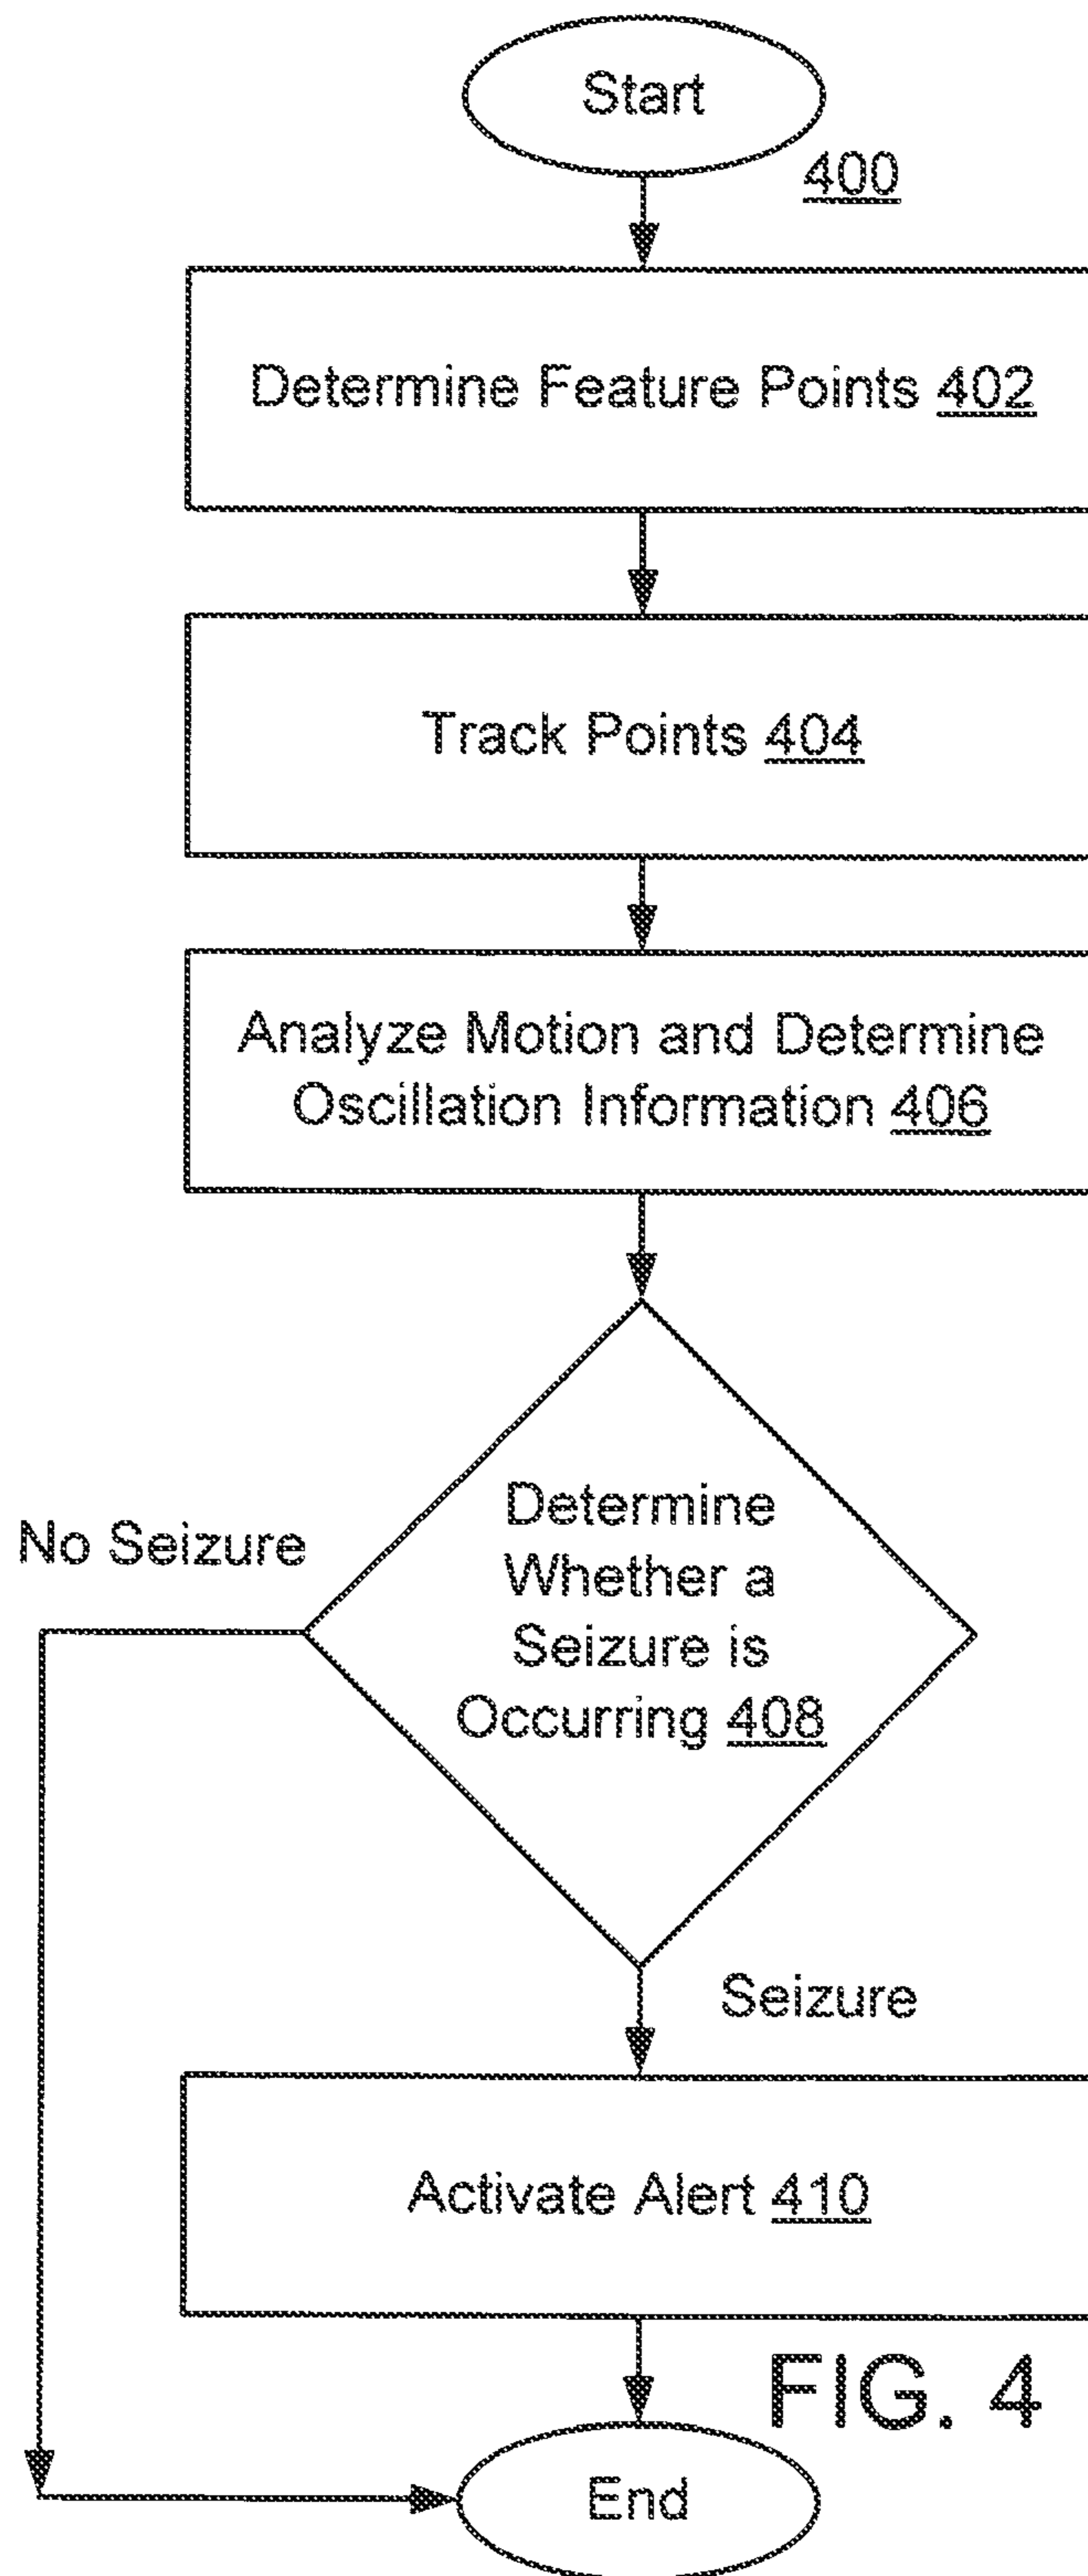 Start
400
Determine Feature Points 402
Track Points 404
Analyze Motion and Determine
Oscillation Information 406
Determine
Whether a
Seizure is
Occurring 408
No Seizure
Seizure
Activate Alert 410
FIG. 4
End